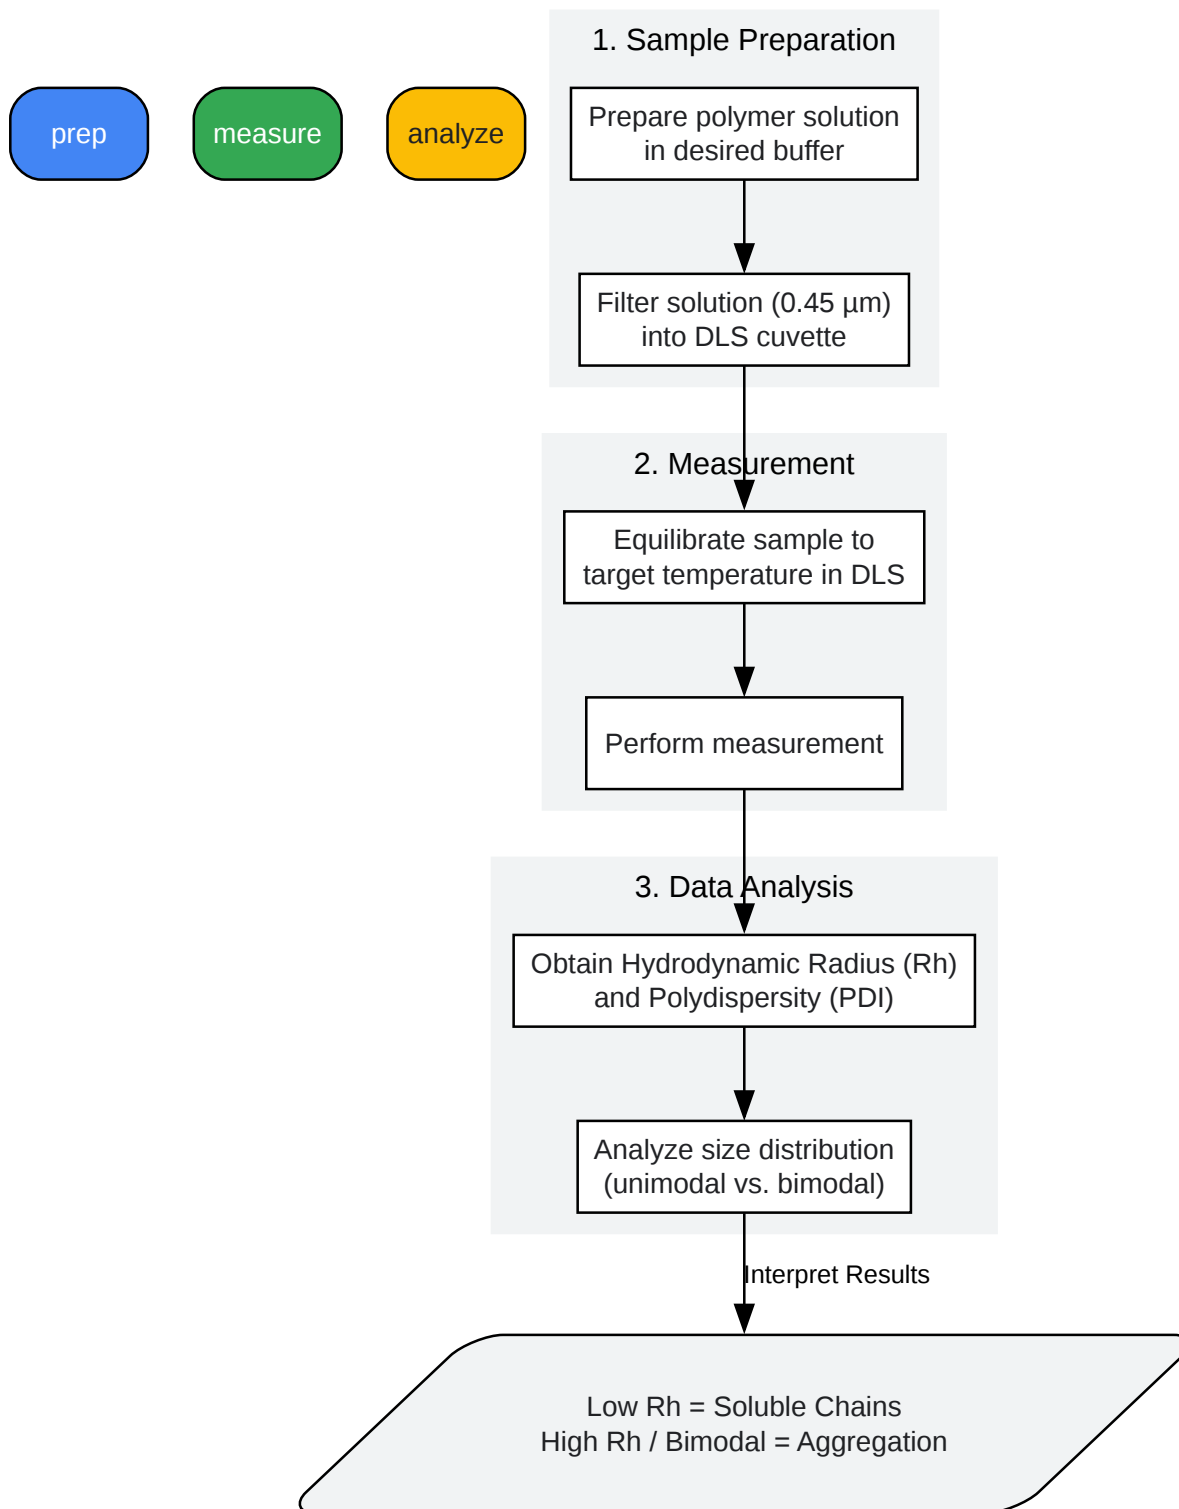 1. Sample Preparation
prep
measure
analyze
Prepare polymer solution
in desired buffer
Filter solution (0.45 µm)
into DLS cuvette
2. Measurement
Equilibrate sample to
target temperature in DLS
Perform measurement
3. Data Analysis
Obtain Hydrodynamic Radius (Rh)
and Polydispersity (PDI)
Analyze size distribution
(unimodal vs. bimodal)
Interpret Results
Low Rh = Soluble Chains
High Rh / Bimodal = Aggregation